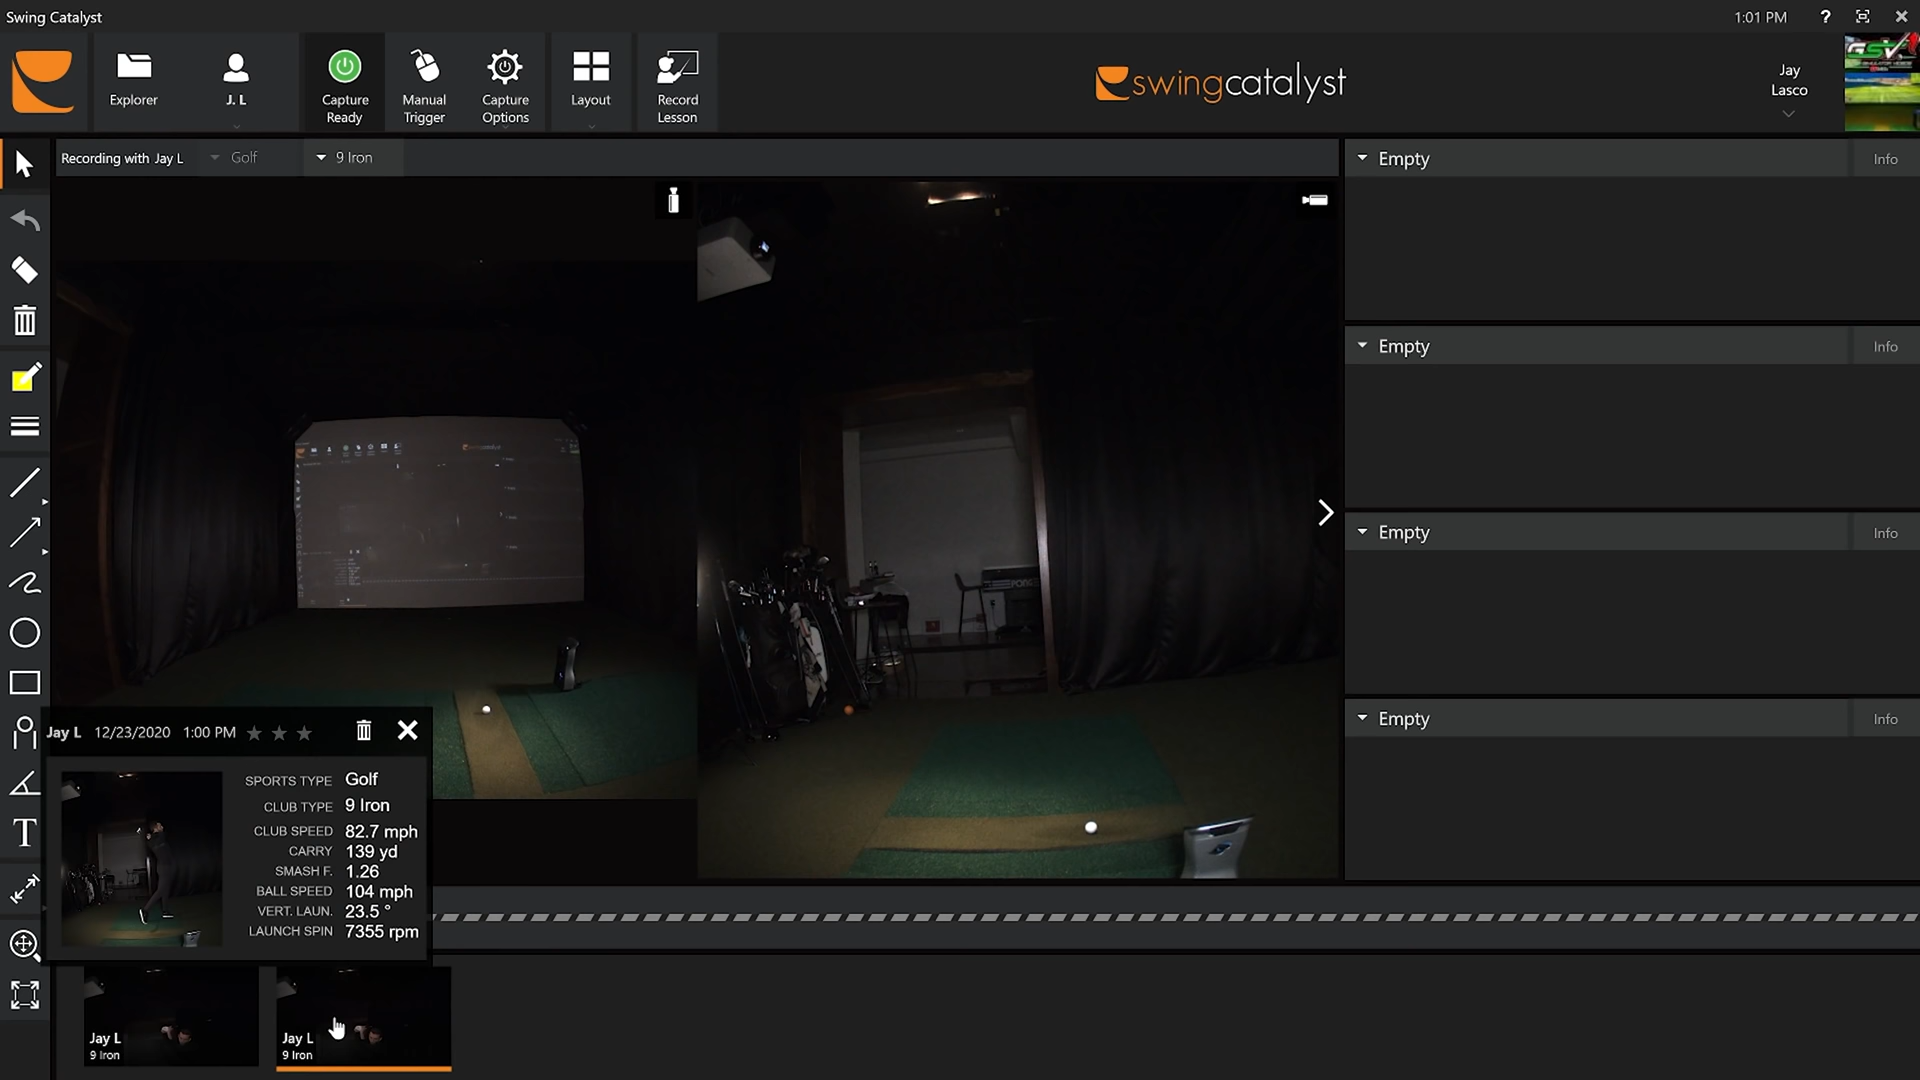 Swing Catalyst
1:01 PM
?
Explorer
J. L
Capture
Ready
Manual
Trigger
Capture
Options
Layout
Record
Lesson
swingcatalyst
Jay
Lasco
GSV
Recording with Jay L
Golf
9 Iron
Empty
Info
Empty
Info
Empty
Info
Empty
Info
T
Jay L 12/23/2020 1:00 PM
SPORTS TYPE Golf
CLUB TYPE 9 Iron
CLUB SPEED 82.7 mph
CARRY 139 yd
SMASH F. 1.26
BALL SPEED 104 mph
VERT. LAUN. 23.5 °
LAUNCH SPIN 7355 rpm
Jay L
9 Iron
Jay L
9 Iron